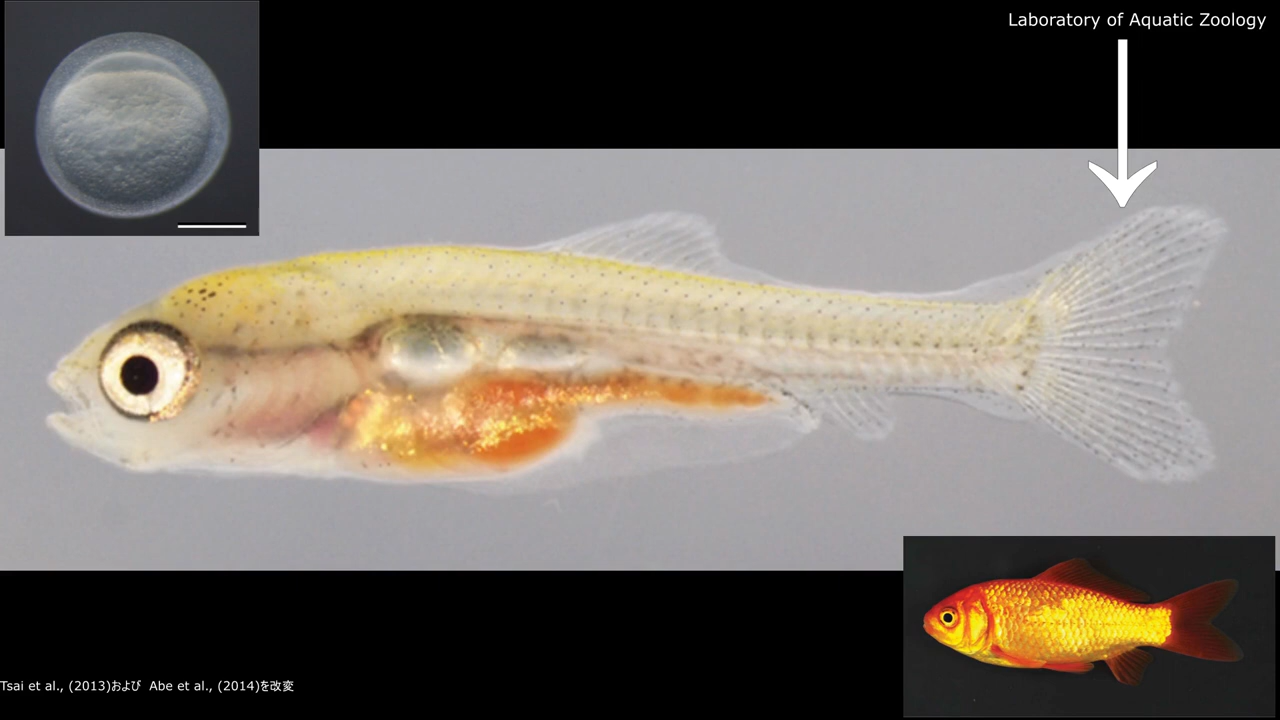 Laboratory of Aquatic Zoology
Tsai et al., (2013)および Abe et al., (2014)を改変